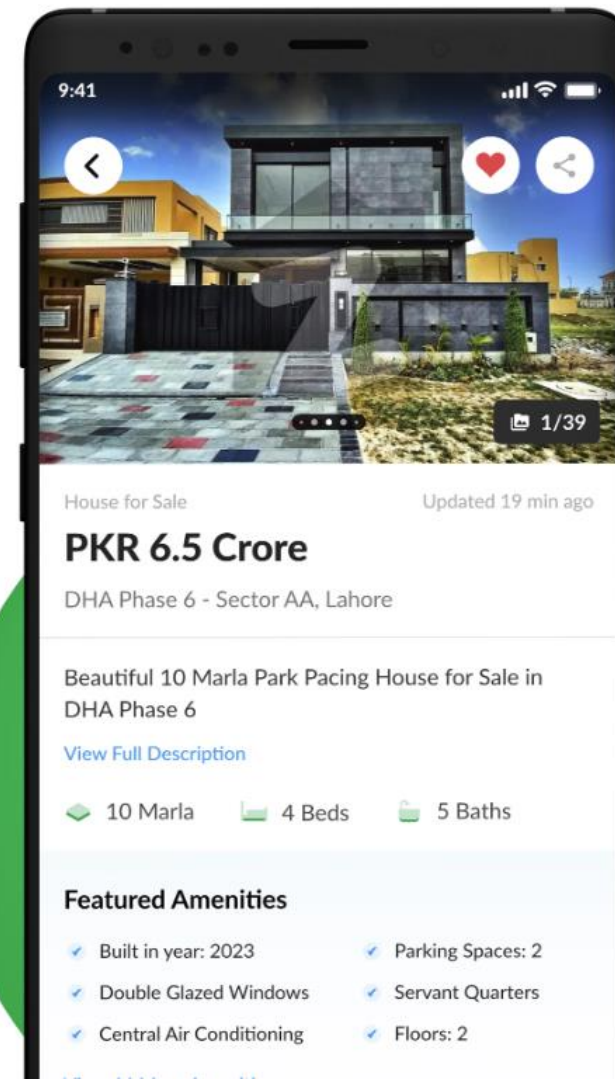 9:41
1/39
House for Sale
Updated 19 min ago
PKR 6.5 Crore
DHA Phase 6 - Sector AA, Lahore
Beautiful 10 Marla Park Pacing House for Sale in
DHA Phase 6
View Full Description
10 Marla
4 Beds
5 Baths
Featured Amenities
Built in year: 2023
Parking Spaces: 2
Double Glazed Windows
Servant Quarters
Central Air Conditioning
Floors: 2